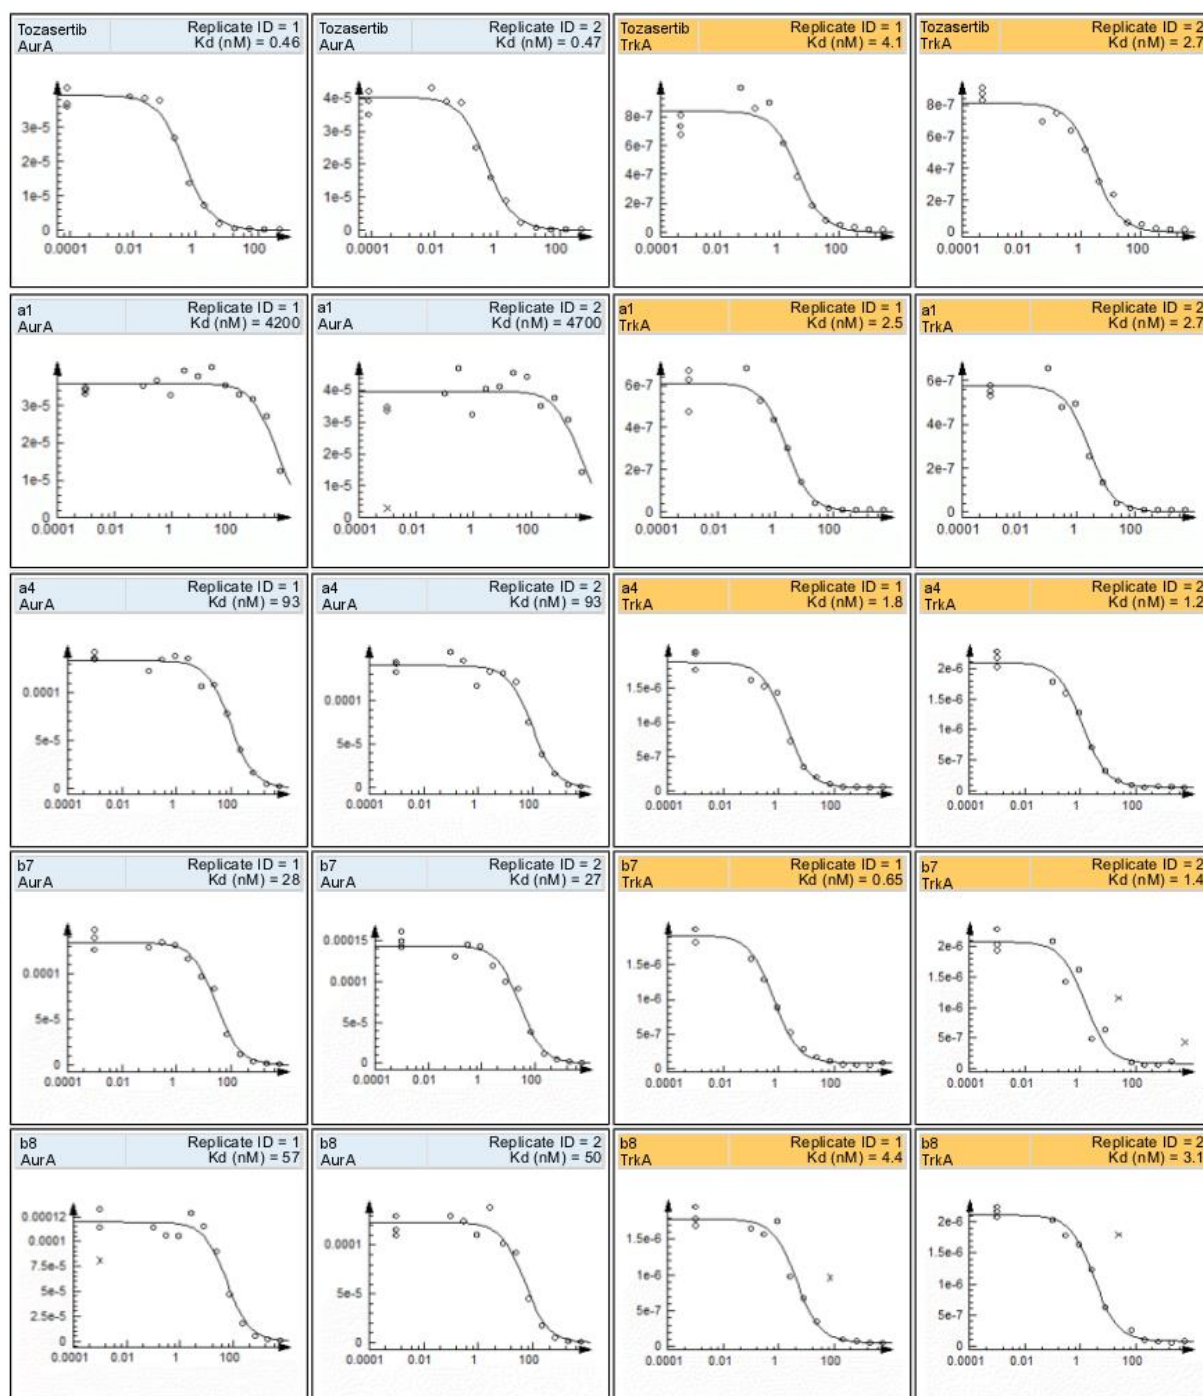 Tozasertib Replicate ID = 1
AurA Kd (nM) = 0.46
3e-5
2e-5
1e-5
0
0.0001 0.01 1 100
Tozasertib Replicate ID = 2
AurA Kd (nM) = 0.47
4e-5
3e-5
2e-5
1e-5
0
0.0001 0.01 1 100
Tozasertib Replicate ID = 1
TrkA Kd (nM) = 4.1
8e-7
6e-7
4e-7
2e-7
0
0.0001 0.01 1 100
Tozasertib Replicate ID = 2
TrkA Kd (nM) = 2.7
8e-7
6e-7
4e-7
2e-7
0
0.0001 0.01 1 100
a1 Replicate ID = 1
AurA Kd (nM) = 4200
3e-5
2e-5
1e-5
0
0.0001 0.01 1 100
a1 Replicate ID = 2
AurA Kd (nM) = 4700
4e-5
3e-5
2e-5
1e-5
0
0.0001 0.01 1 100
a1 Replicate ID = 1
TrkA Kd (nM) = 2.5
6e-7
4e-7
2e-7
0
0.0001 0.01 1 100
a1 Replicate ID = 2
TrkA Kd (nM) = 2.7
6e-7
4e-7
2e-7
0
0.0001 0.01 1 100
a4 Replicate ID = 1
AurA Kd (nM) = 93
0.0001
5e-5
0
0.0001 0.01 1 100
a4 Replicate ID = 2
AurA Kd (nM) = 93
0.0001
5e-5
0
0.0001 0.01 1 100
a4 Replicate ID = 1
TrkA Kd (nM) = 1.8
1.5e-6
1e-6
5e-7
0
0.0001 0.01 1 100
a4 Replicate ID = 2
TrkA Kd (nM) = 1.2
2e-6
1.5e-6
1e-6
5e-7
0
0.0001 0.01 1 100
b7 Replicate ID = 1
AurA Kd (nM) = 28
0.0001
5e-5
0
0.0001 0.01 1 100
b7 Replicate ID = 2
AurA Kd (nM) = 27
0.00015
0.0001
5e-5
0
0.0001 0.01 1 100
b7 Replicate ID = 1
TrkA Kd (nM) = 0.65
1.5e-6
1e-6
5e-7
0
0.0001 0.01 1 100
b7 Replicate ID = 2
TrkA Kd (nM) = 1.4
2e-6
1.5e-6
1e-6
5e-7
0
0.0001 0.01 1 100
b8 Replicate ID = 1
AurA Kd (nM) = 57
0.00012
0.0001
7.5e-5
5e-5
2.5e-5
0
0.0001 0.01 1 100
b8 Replicate ID = 2
AurA Kd (nM) = 50
0.0001
5e-5
0
0.0001 0.01 1 100
b8 Replicate ID = 1
TrkA Kd (nM) = 4.4
1.5e-6
1e-6
5e-7
0
0.0001 0.01 1 100
b8 Replicate ID = 2
TrkA Kd (nM) = 3.1
2e-6
1.5e-6
1e-6
5e-7
0
0.0001 0.01 1 100